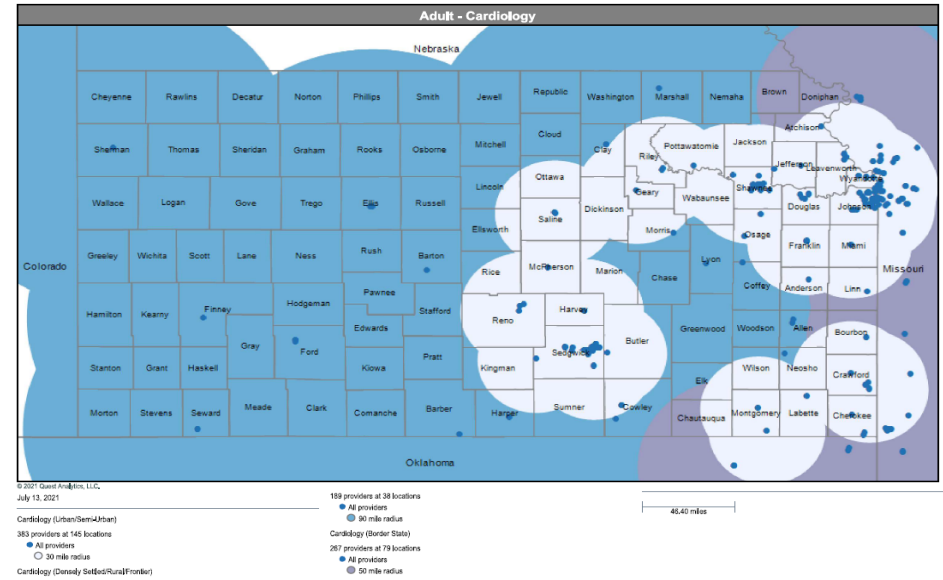 Adult - Cardiology
Nebraska
Cheyenne Rawlins Decatur Norton Phillips Smith Jewell Republic Washington Marshall Nemaha Brown Doniphan
Atchison
Sherman Thomas Sheridan Graham Rooks Osborne Mitchell Cloud Clay Riley Pottawatomie Jackson
Jefferson Leavenworth
Wyandotte
Ottawa
Wallace Logan Gove Trego Ellis Russell Lincoln Saline Dickinson Geary Wabaunsee Shawnee Douglas Johnson
Ellsworth Morris Osage Franklin Miami
Colorado Greeley Wichita Scott Lane Ness Rush Barton Rice McPherson Marion Chase Lyon Coffey Anderson Linn Missouri
Pawnee
Hamilton Kearny Finney Hodgeman Stafford Reno Harvey Butler Greenwood Woodson Allen Bourbon
Edwards
Gray Ford
Stanton Grant Haskell Kiowa Pratt Kingman Sedgwick Elk Wilson Neosho Crawford
Morton Stevens Seward Meade Clark Comanche Barber Harper Sumner Cowley Chautauqua Montgomery Labette Cherokee
Oklahoma
© 2021 Quest Analytics, LLC.
July 13, 2021
Cardiology (Urban/Semi-Urban)
383 providers at 145 locations
All providers
30 mile radius
Cardiology (Densely Settled/Rural/Frontier)
189 providers at 38 locations
All providers
90 mile radius
Cardiology (Border State)
267 providers at 79 locations
All providers
50 mile radius
46.40 miles